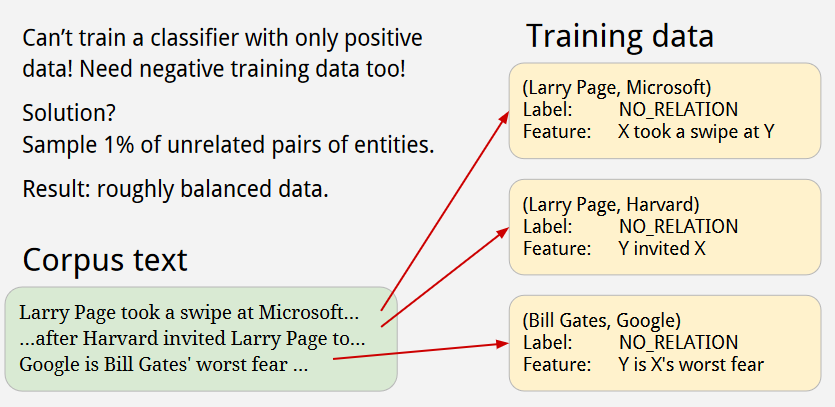 Can’t train a classifier with only positive
data! Need negative training data too!
Solution?
Sample 1% of unrelated pairs of entities.
Result: roughly balanced data.
Corpus text
Larry Page took a swipe at Microsoft...
...after Harvard invited Larry Page to...
Google is Bill Gates' worst fear ...
Training data
(Larry Page, Microsoft)
Label: NO_RELATION
Feature: X took a swipe at Y
(Larry Page, Harvard)
Label: NO_RELATION
Feature: Y invited X
(Bill Gates, Google)
Label: NO_RELATION
Feature: Y is X's worst fear